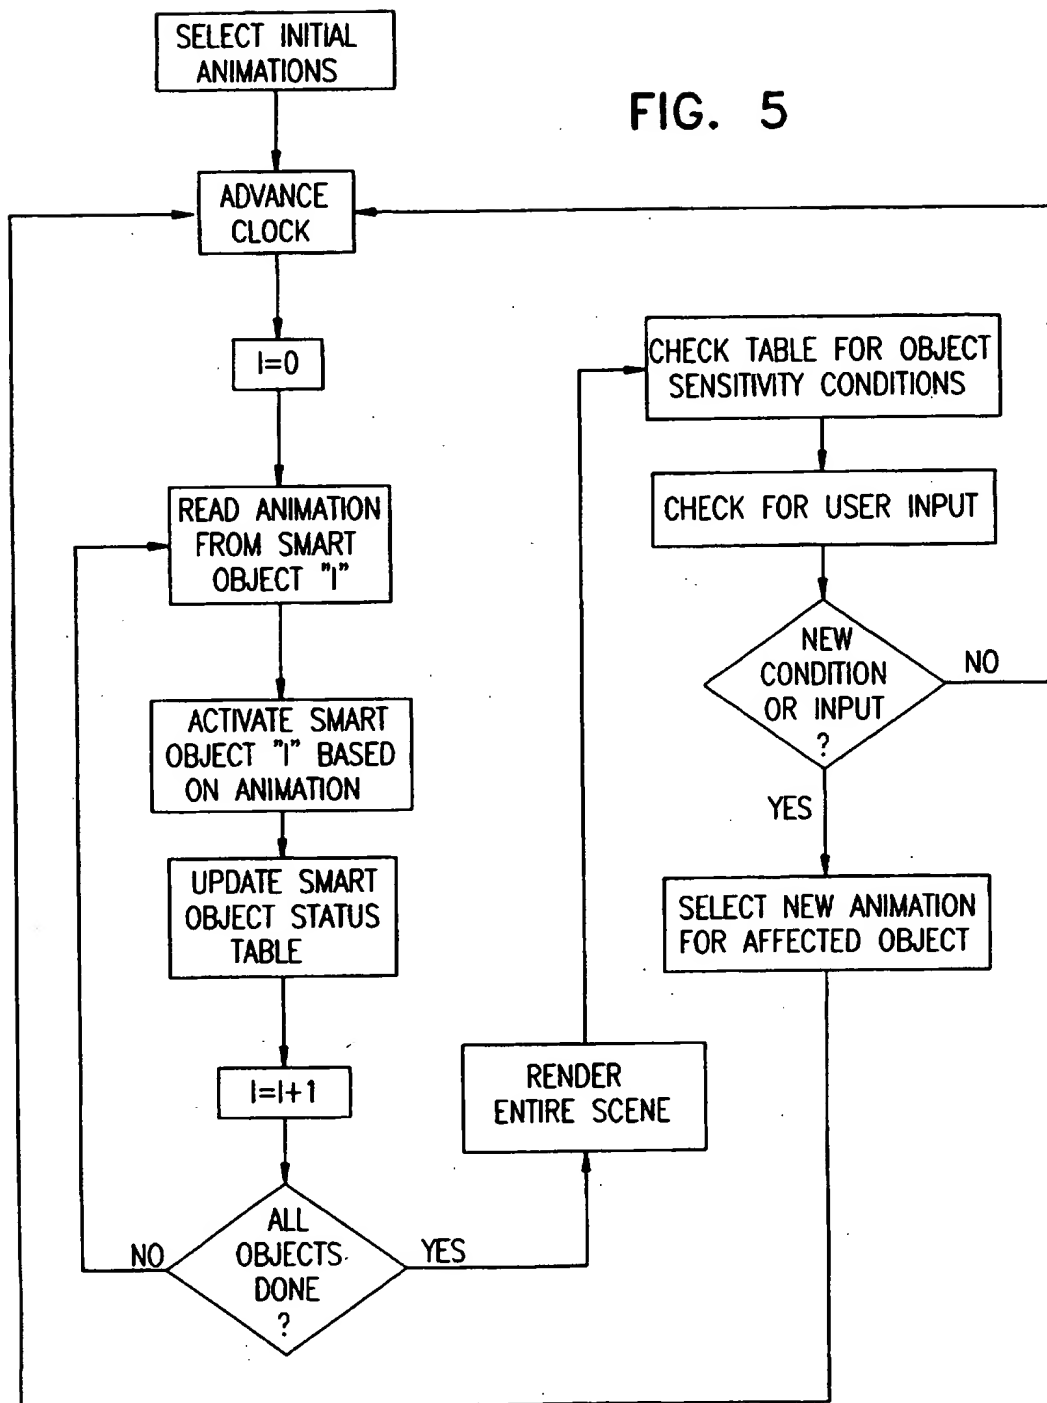 SELECT INITIAL
ANIMATIONS
FIG. 5
ADVANCE
CLOCK
I=0
READ ANIMATION
FROM SMART
OBJECT "I"
ACTIVATE SMART
OBJECT "I" BASED
ON ANIMATION
UPDATE SMART
OBJECT STATUS
TABLE
I=I+1
ALL
OBJECTS
DONE
?
NO
YES
RENDER
ENTIRE SCENE
CHECK TABLE FOR OBJECT
SENSITIVITY CONDITIONS
CHECK FOR USER INPUT
NEW
CONDITION
OR INPUT
?
NO
YES
SELECT NEW ANIMATION
FOR AFFECTED OBJECT